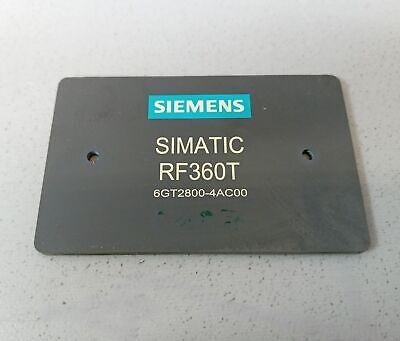 SIEMENS
SIMATIC
RF360T
6GT2800-4AC00